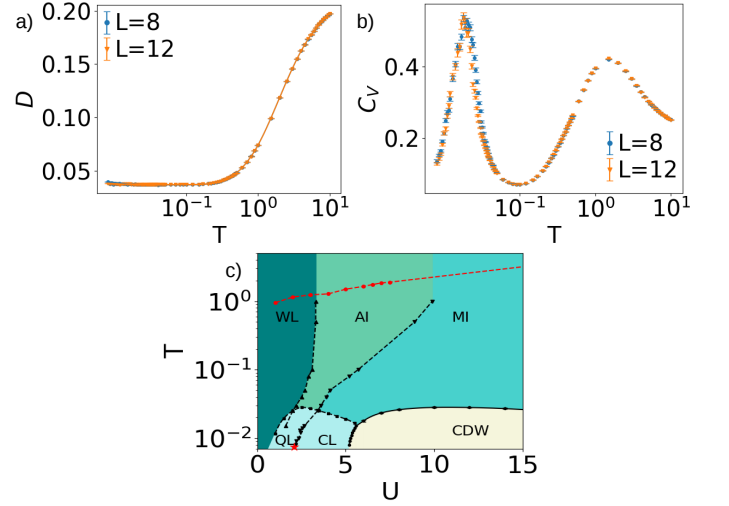 a)
L=8
L=12
D
0.20
0.15
0.10
0.05
10⁻¹
10⁰
10¹
T
b)
C_V
0.4
0.2
L=8
L=12
10⁻¹
10⁰
10¹
T
c)
T
10⁰
10⁻¹
10⁻²
WL
AI
MI
QL
CL
CDW
0
5
10
15
U